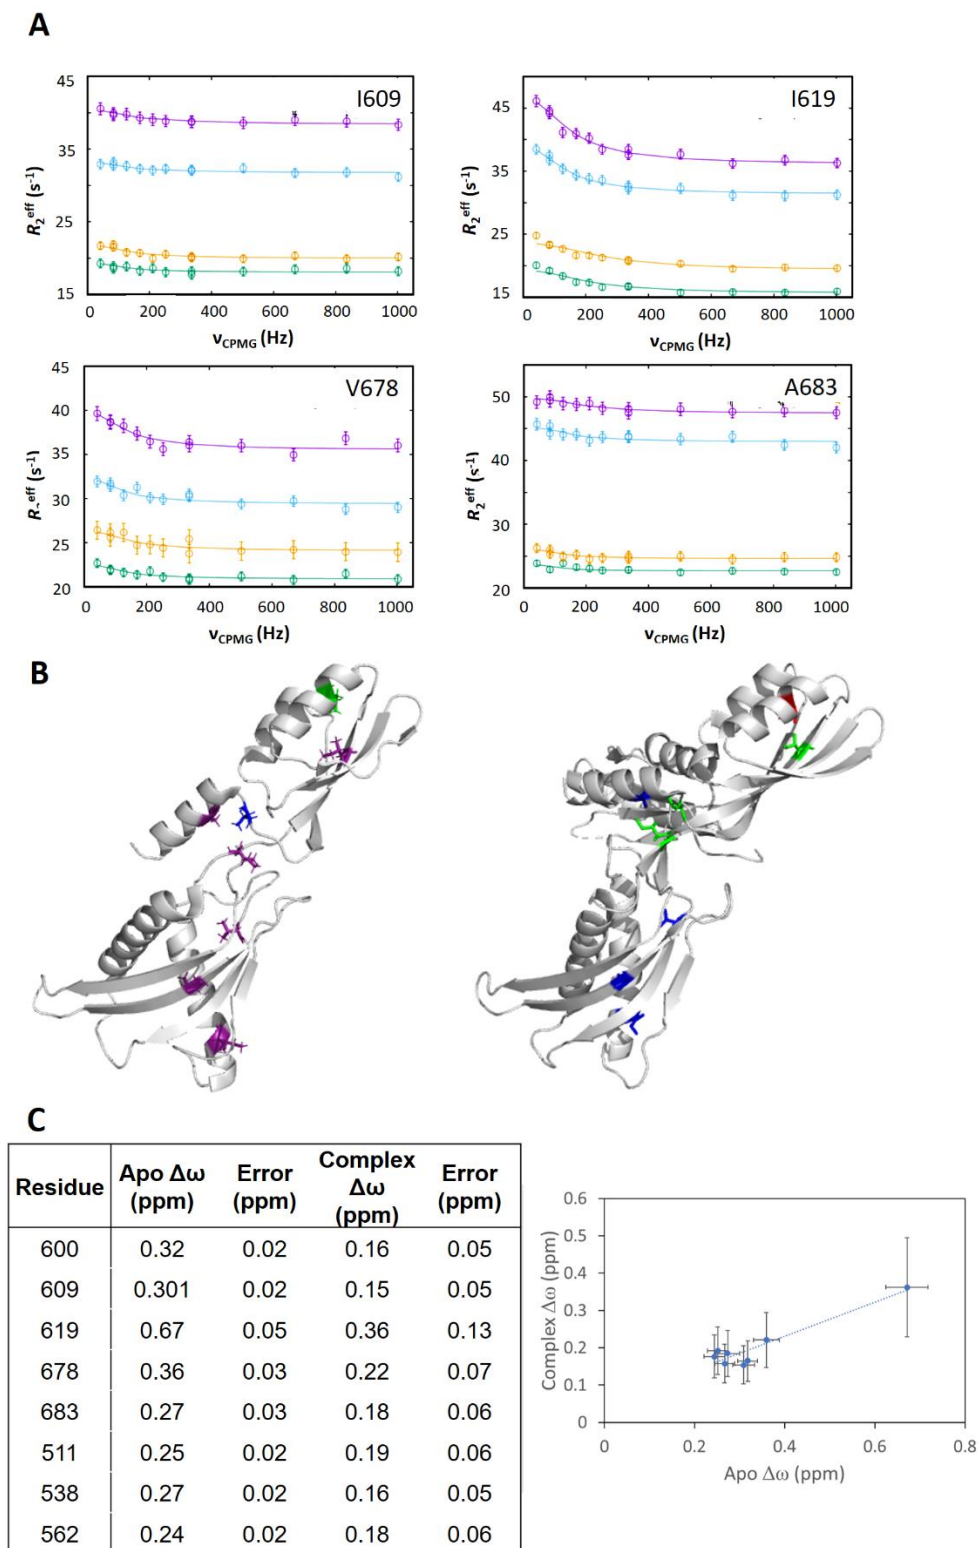 A
I609
45
35
25
15
R2eff (s-1)
0 200 400 600 800 1000
νCPMG (Hz)
I619
45
35
25
15
R2eff (s-1)
0 200 400 600 800 1000
νCPMG (Hz)
V678
45
40
35
30
25
20
eff (s-1)
0 200 400 600 800 1000
νCPMG (Hz)
A683
50
40
30
20
R2eff (s-1)
0 200 400 600 800 1000
νCPMG (Hz)
B
C
Residue Apo Δω (ppm) Error (ppm) Complex Δω (ppm) Error (ppm)
600 0.32 0.02 0.16 0.05
609 0.301 0.02 0.15 0.05
619 0.67 0.05 0.36 0.13
678 0.36 0.03 0.22 0.07
683 0.27 0.03 0.18 0.06
511 0.25 0.02 0.19 0.06
538 0.27 0.02 0.16 0.05
562 0.24 0.02 0.18 0.06
Complex Δω (ppm)
0.6
0.5
0.4
0.3
0.2
0.1
0
0 0.2 0.4 0.6 0.8
Apo Δω (ppm)